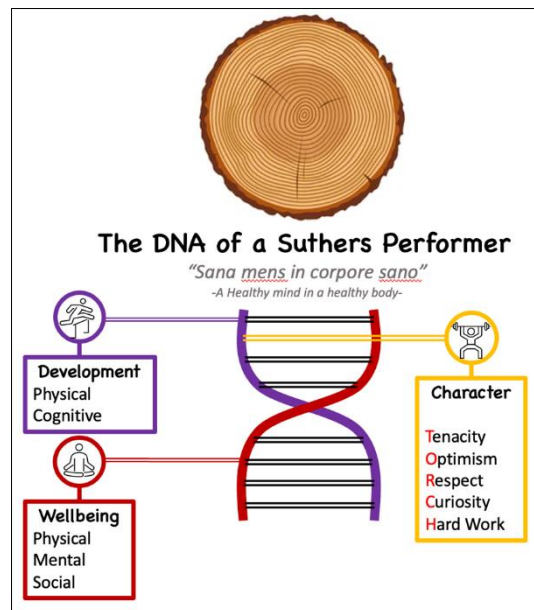 The DNA of a Suthers Performer
“Sana mens in corpore sano”
-A Healthy mind in a healthy body-
Development
Physical
Cognitive
Wellbeing
Physical
Mental
Social
Character
Tenacity
Optimism
Respect
Curiosity
Hard Work